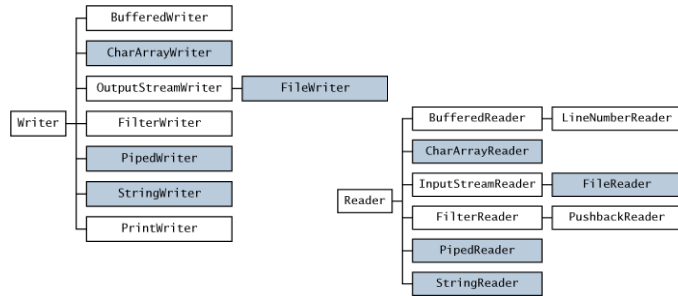 BufferedWriter
CharArrayWriter
OutputStreamWriter
FileWriter
Writer
FilterWriter
PipedWriter
StringWriter
PrintWriter
BufferedReader
LineNumberReader
CharArrayReader
InputStreamReader
FileReader
Reader
FilterReader
PushbackReader
PipedReader
StringReader